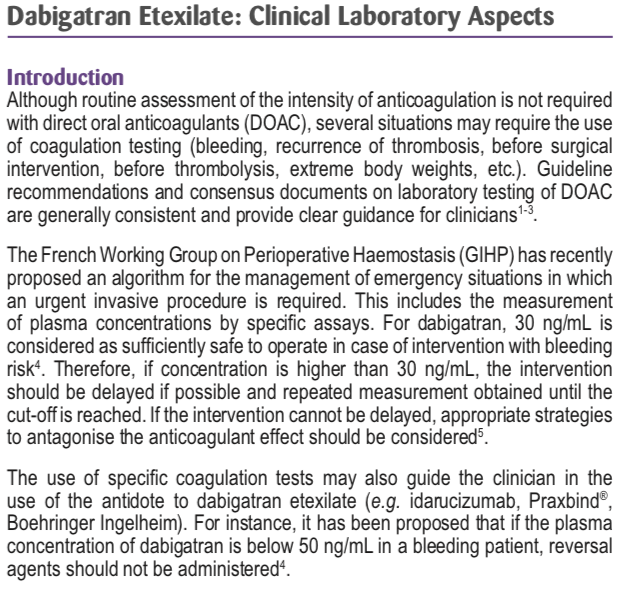 Dabigatran Etexilate: Clinical Laboratory Aspects
Introduction
Although routine assessment of the intensity of anticoagulation is not required
with direct oral anticoagulants (DOAC), several situations may require the use
of coagulation testing (bleeding, recurrence of thrombosis, before surgical
intervention, before thrombolysis, extreme body weights, etc.). Guideline
recommendations and consensus documents on laboratory testing of DOAC
are generally consistent and provide clear guidance for clinicians¹⁻³.
The French Working Group on Perioperative Haemostasis (GIHP) has recently
proposed an algorithm for the management of emergency situations in which
an urgent invasive procedure is required. This includes the measurement
of plasma concentrations by specific assays. For dabigatran, 30 ng/mL is
considered as sufficiently safe to operate in case of intervention with bleeding
risk⁴. Therefore, if concentration is higher than 30 ng/mL, the intervention
should be delayed if possible and repeated measurement obtained until the
cut-off is reached. If the intervention cannot be delayed, appropriate strategies
to antagonise the anticoagulant effect should be considered⁵.
The use of specific coagulation tests may also guide the clinician in the
use of the antidote to dabigatran etexilate (e.g. idarucizumab, Praxbind®,
Boehringer Ingelheim). For instance, it has been proposed that if the plasma
concentration of dabigatran is below 50 ng/mL in a bleeding patient, reversal
agents should not be administered⁴.